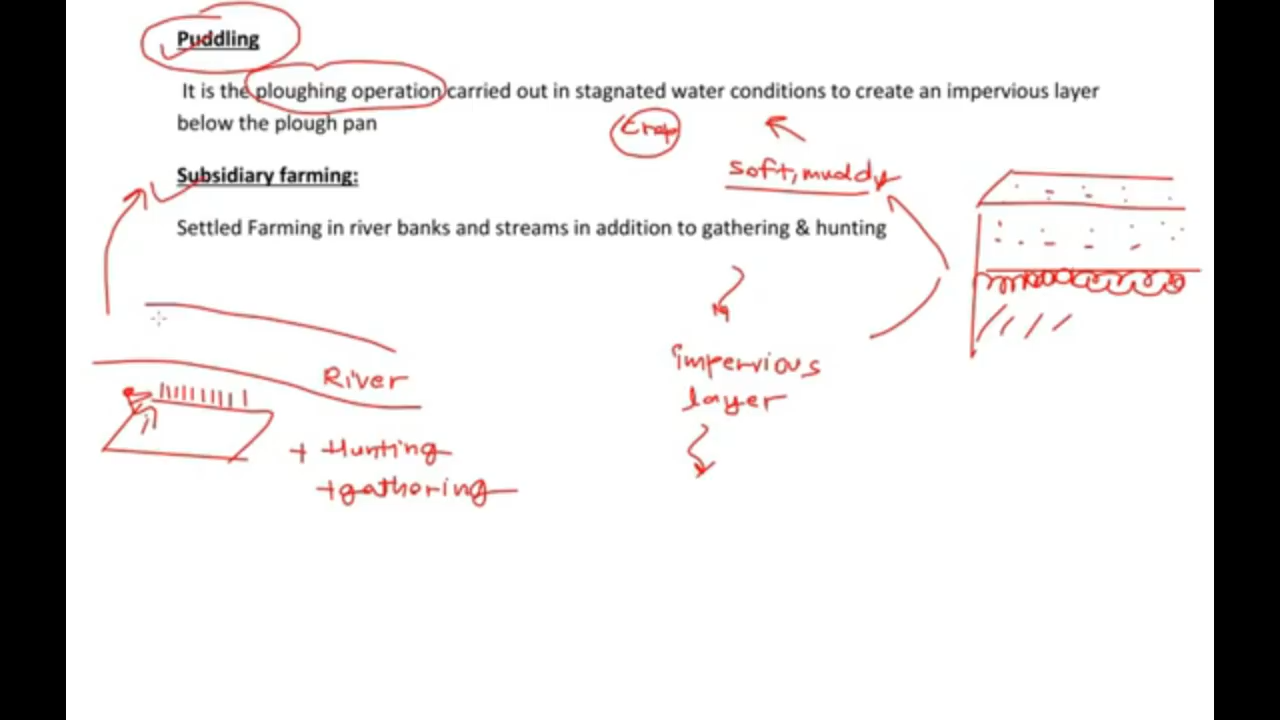 Puddling
It is the ploughing operation carried out in stagnated water conditions to create an impervious layer
below the plough pan
Crop
soft, muddy
Subsidiary farming:
Settled Farming in river banks and streams in addition to gathering & hunting
impervious
layer
River
+ Hunting
+gathering